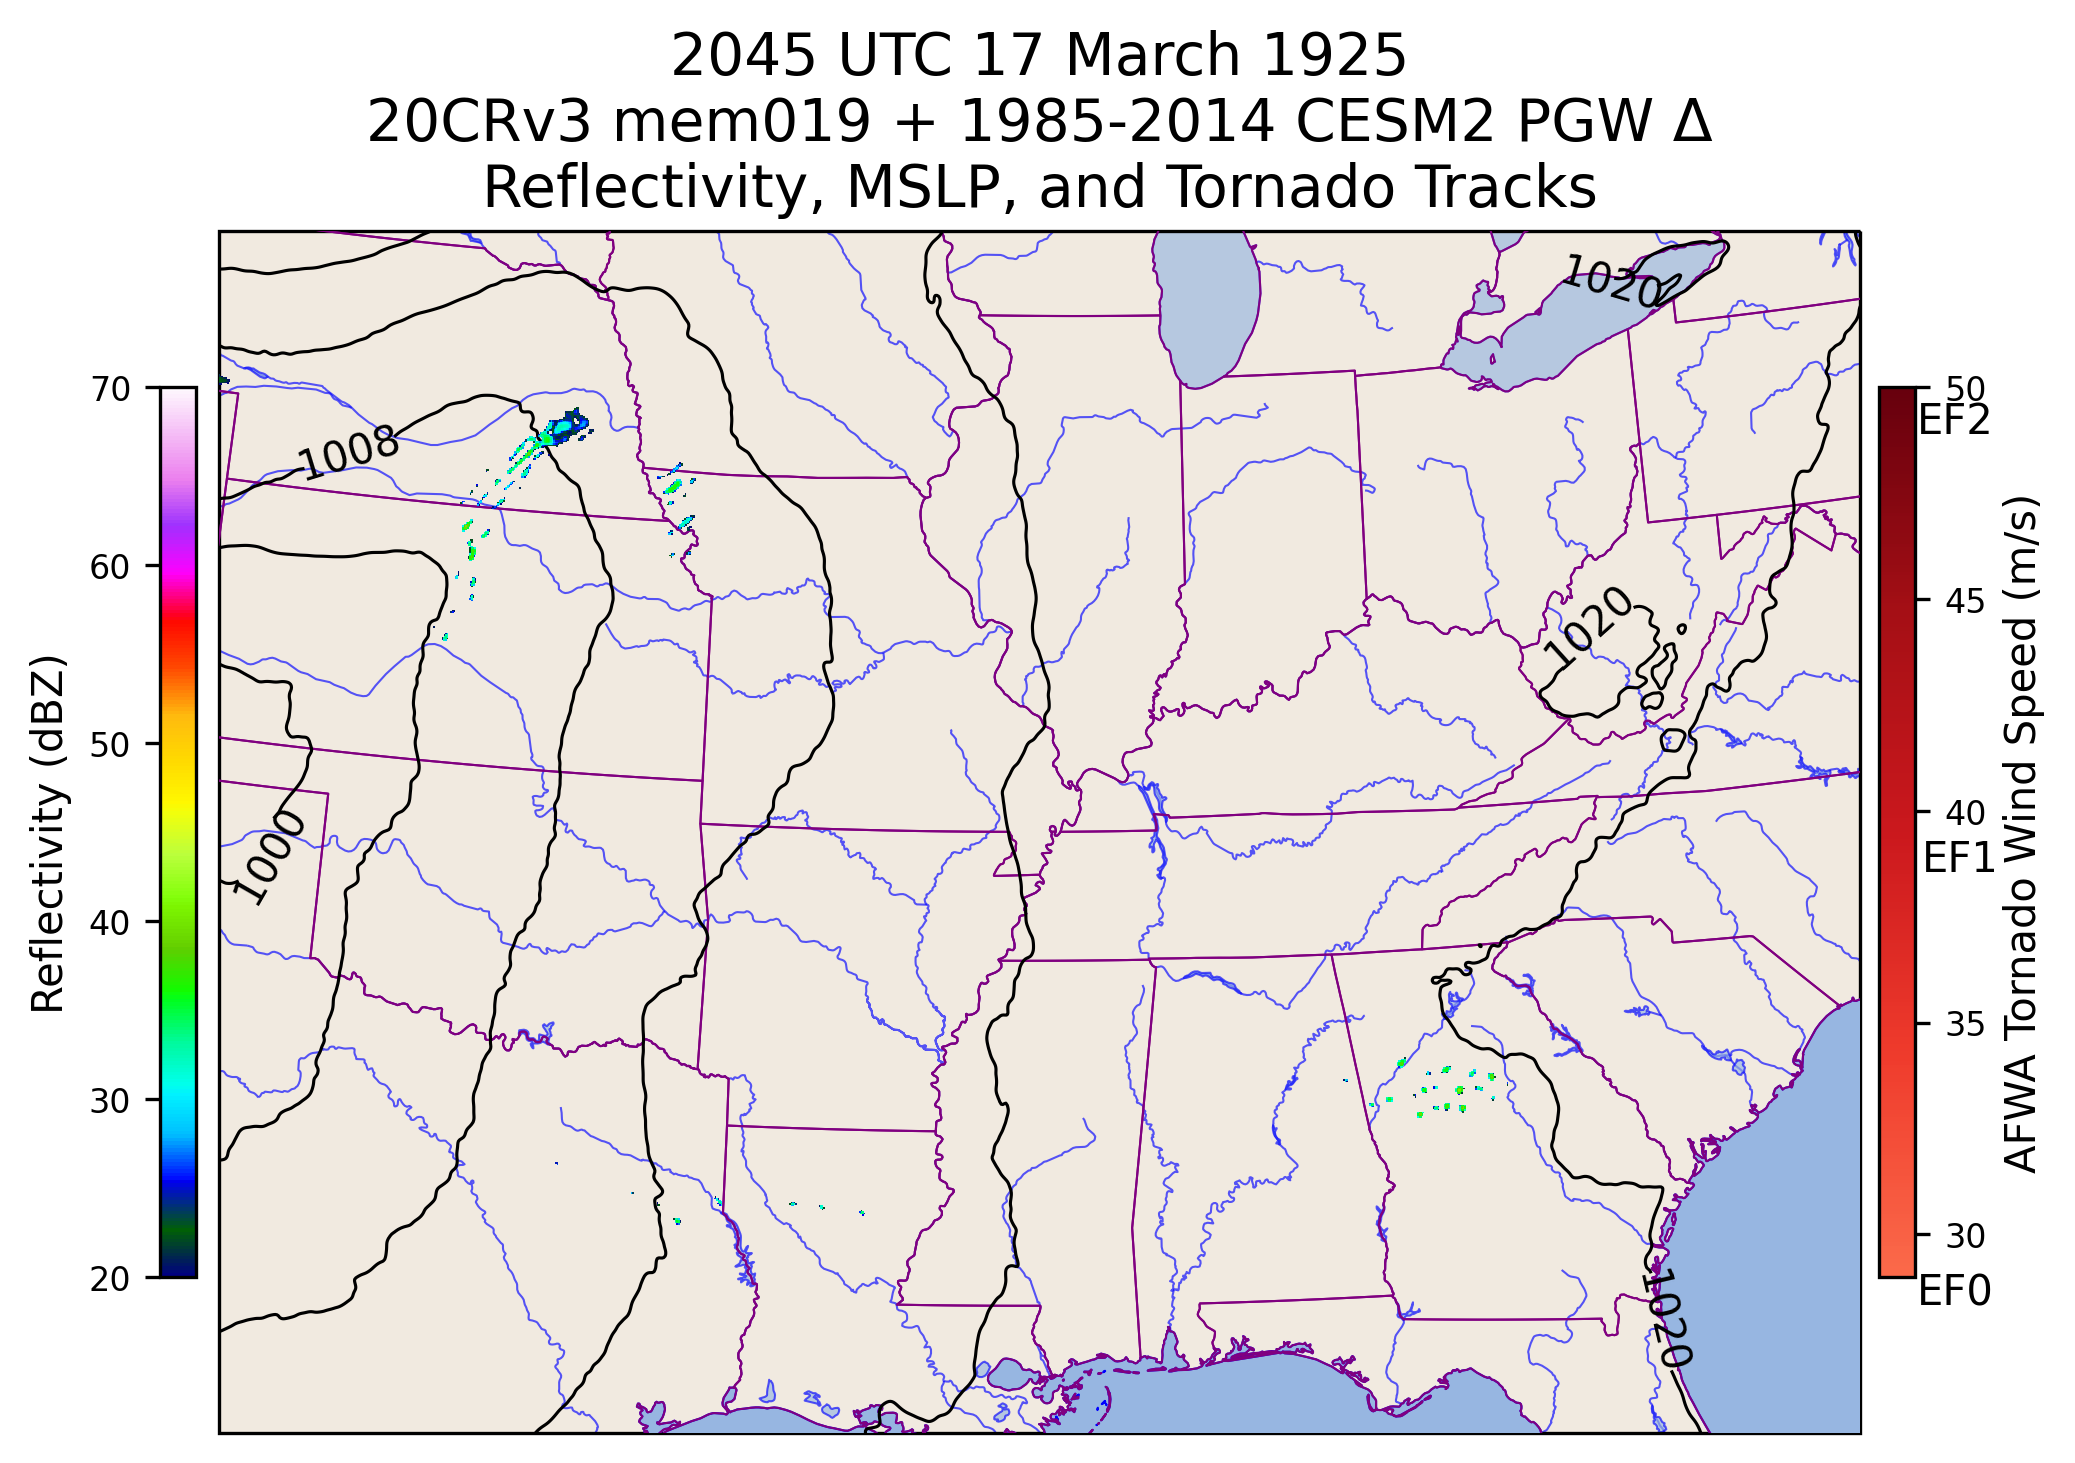 2045 UTC 17 March 1925
20CRv3 mem019 + 1985-2014 CESM2 PGW Δ
Reflectivity, MSLP, and Tornado Tracks
1020
1008
1020
1000
1020
70
60
50
40
30
20
Reflectivity (dBZ)
50
EF2
45
40
EF1
35
30
EF0
AFWA Tornado Wind Speed (m/s)